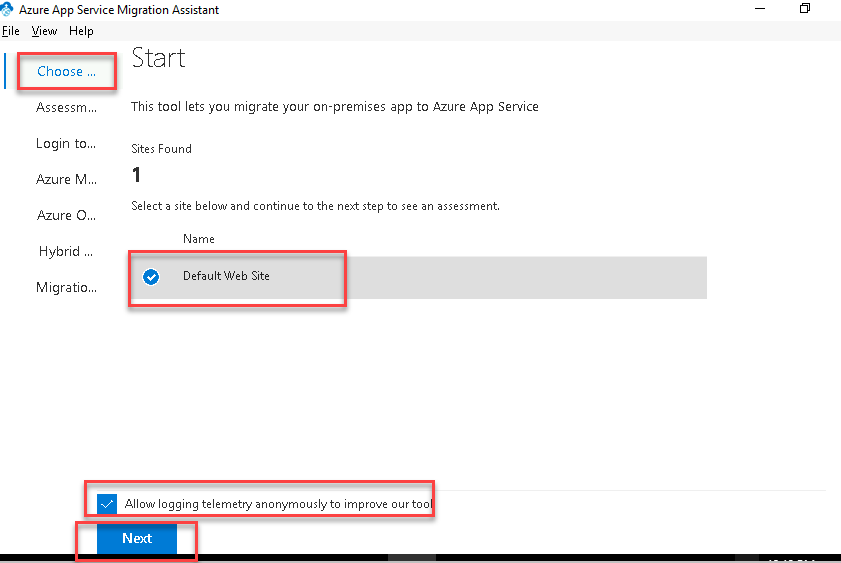 Azure App Service Migration Assistant
File View Help
Choose ...
Start
Assessm...
This tool lets you migrate your on-premises app to Azure App Service
Login to...
Sites Found
Azure M...
1
Azure O...
Select a site below and continue to the next step to see an assessment.
Hybrid ...
Name
Migratio...
Default Web Site
Allow logging telemetry anonymously to improve our tool
Next